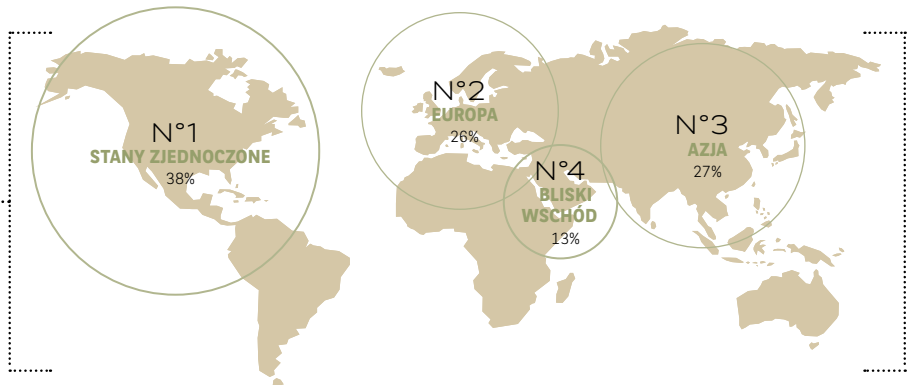 N°1
STANY ZJEDNOCZONE
38%
N°2
EUROPA
26%
N°3
AZJA
27%
N°4
BLISKI
WSCHÓD
13%